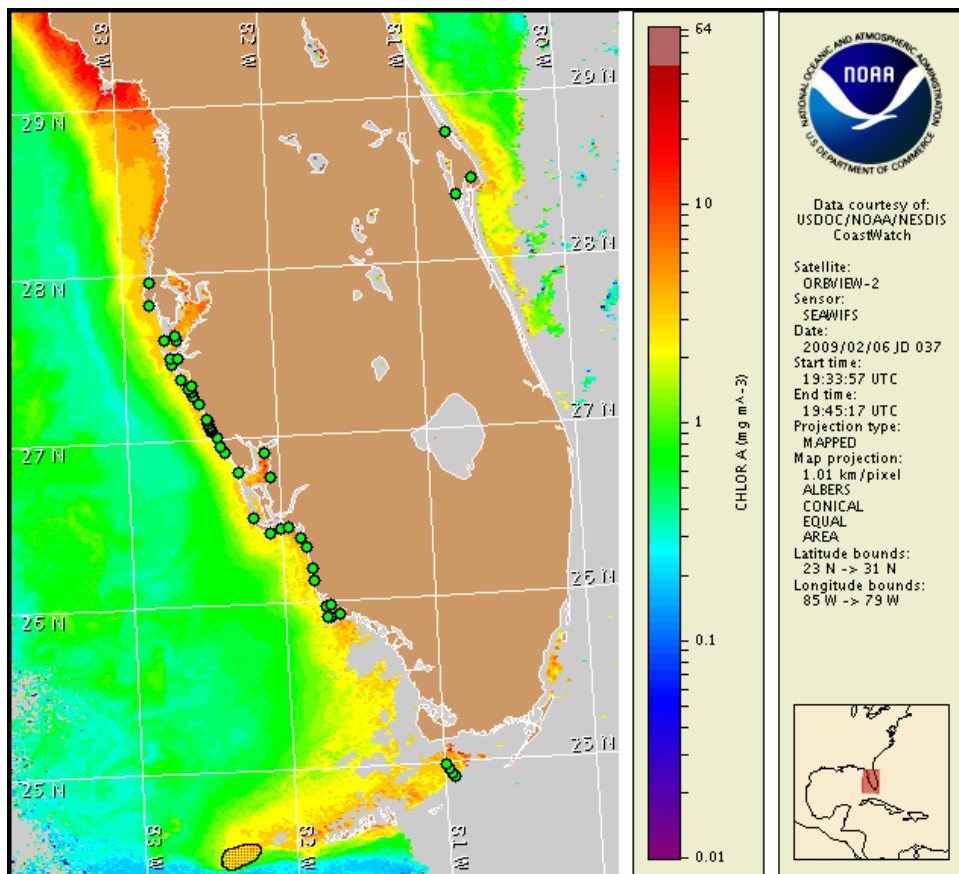 83 W
82 W
81 W
80 W
29 N
29 N
28 N
28 N
27 N
27 N
26 N
26 N
25 N
25 N
83 W
82 W
81 W
64
10
1
0.1
0.01
CHLOR A (mg m^-3)
NATIONAL OCEANIC AND ATMOSPHERIC ADMINISTRATION
NOAA
U.S. DEPARTMENT OF COMMERCE
Data courtesy of:
USDOC/NOAA/NESDIS
CoastWatch
Satellite:
ORBVIEW-2
Sensor:
SEAWIFS
Date:
2009/02/06 JD 037
Start time:
19:33:57 UTC
End time:
19:45:17 UTC
Projection type:
MAPPED
Map projection:
1.01 km/pixel
ALBERS
CONICAL
EQUAL
AREA
Latitude bounds:
23 N -> 31 N
Longitude bounds:
85 W -> 79 W